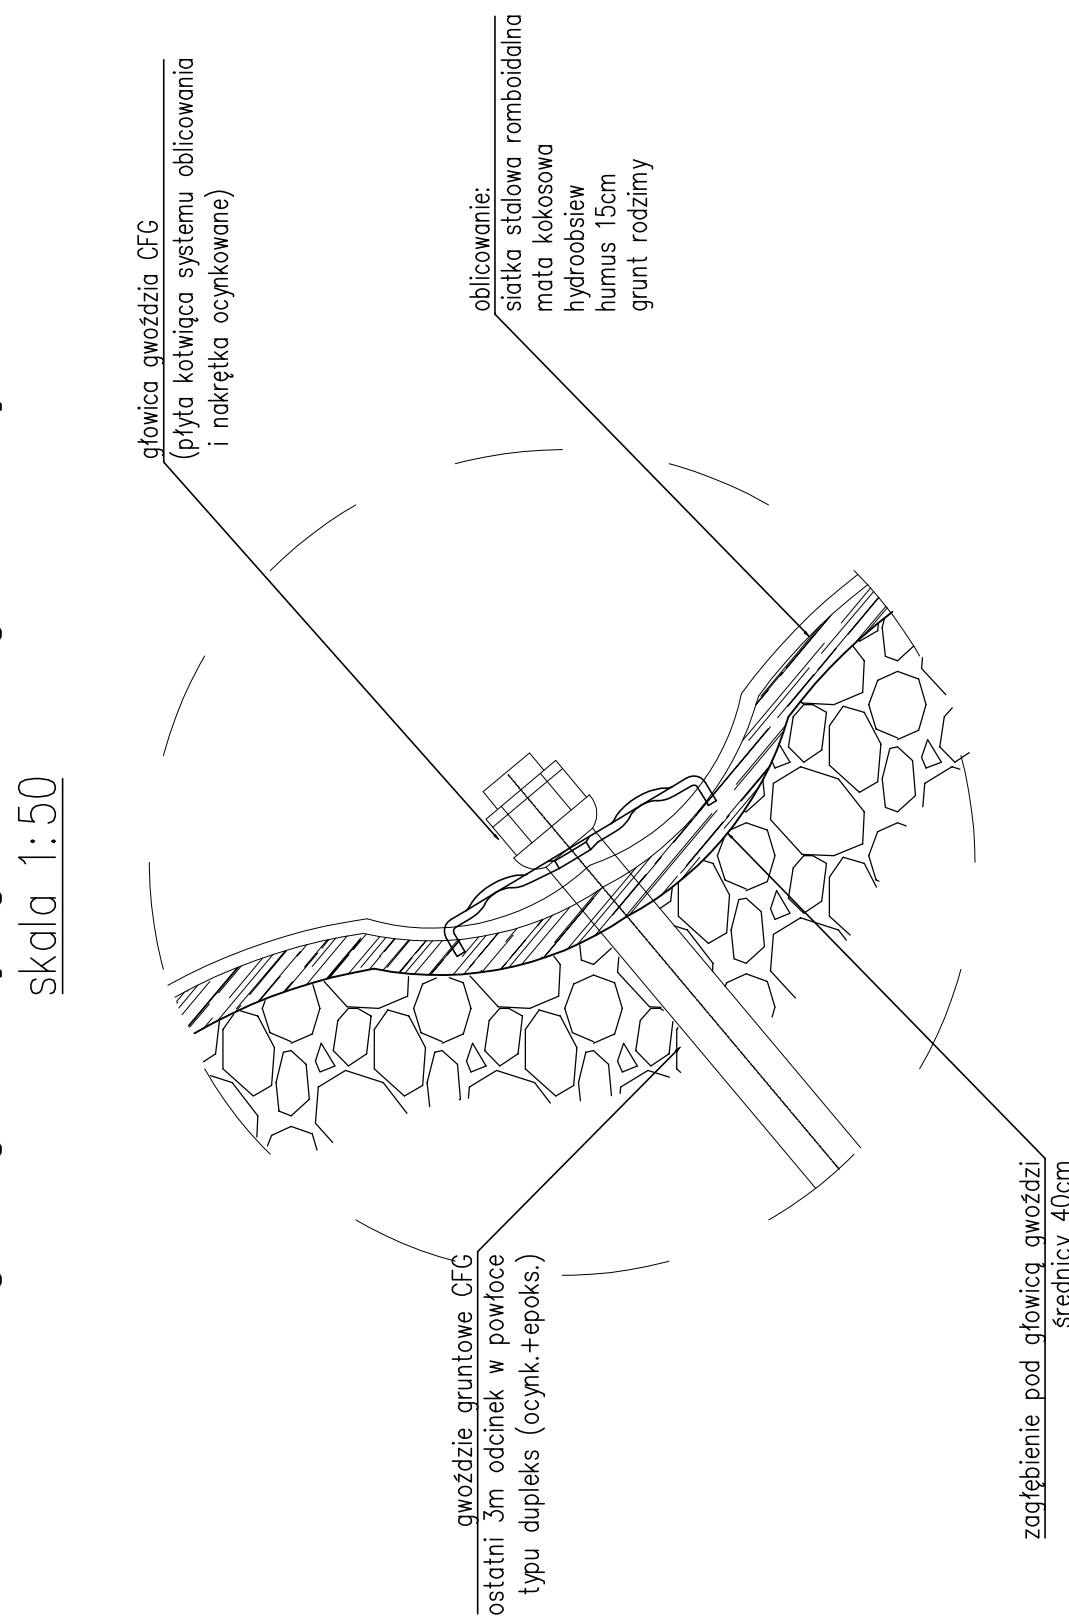 skala 1:50
głowica gwoździa CFG
(płyta kotwiąca systemu oblicowania
i nakrętka ocynkowane)
oblicowanie:
siatka stalowa romboidalna
mata kokosowa
hydroobsiew
humus 15cm
grunt rodzimy
gwoździe gruntowe CFG
ostatni 3m odcinek w powłoce
typu dupleks (ocynk.+epoks.)
zagłębienie pod głowicą gwoździ
średnicy 40cm